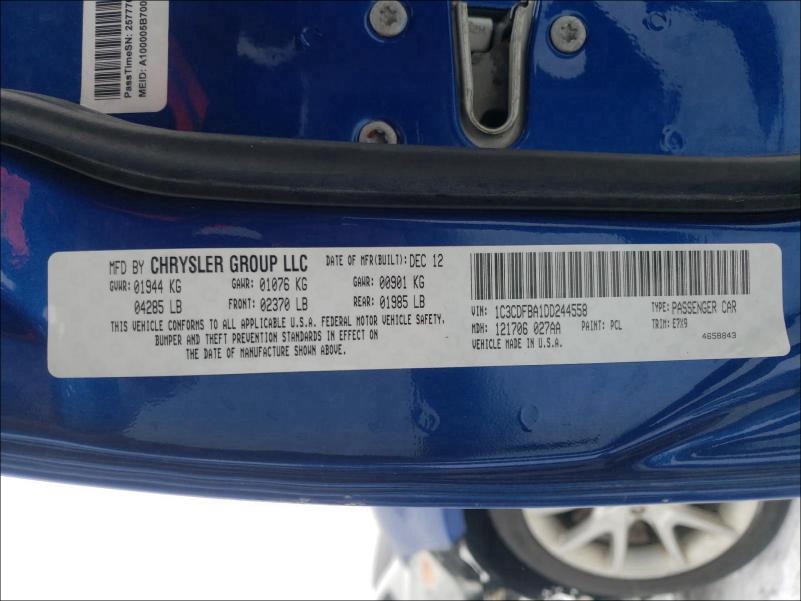 PassTimeSN: 25777
MEID: A100005B700
MFD BY CHRYSLER GROUP LLC DATE OF MFR(BUILT): DEC 12
GVWR: 01944 KG GAWR: 01076 KG GAWR: 00901 KG
04285 LB FRONT: 02370 LB REAR: 01985 LB
THIS VEHICLE CONFORMS TO ALL APPLICABLE U.S.A. FEDERAL MOTOR VEHICLE SAFETY,
BUMPER AND THEFT PREVENTION STANDARDS IN EFFECT ON
THE DATE OF MANUFACTURE SHOWN ABOVE.
VIN: 1C3CDFBA1DD244558 TYPE: PASSENGER CAR
MDH: 121706 027AA PAINT: PCL TRIM: E7X9
VEHICLE MADE IN U.S.A. 4658843